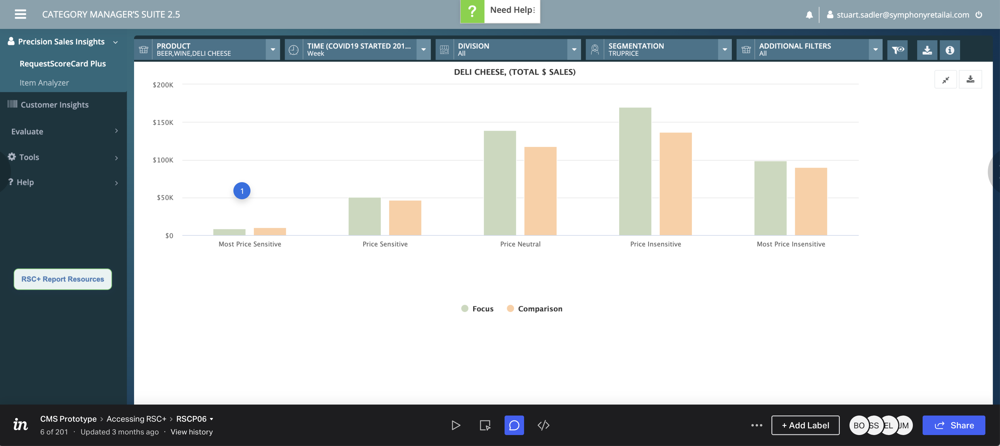 CATEGORY MANAGER'S SUITE 2.5
? Need Help:
stuart.sadler@symphonyretailai.com
Precision Sales Insights
RequestScoreCard Plus
Item Analyzer
Customer Insights
Evaluate
Tools
? Help
RSC+ Report Resources
PRODUCT
BEER,WINE,DELI CHEESE
TIME (COVID19 STARTED 201...
Week
DIVISION
All
SEGMENTATION
TRUPRICE
ADDITIONAL FILTERS
All
DELI CHEESE, (TOTAL $ SALES)
$200K
$150K
$100K
$50K
$0
1
Most Price Sensitive
Price Sensitive
Price Neutral
Price Insensitive
Most Price Insensitive
Focus
Comparison
in
CMS Prototype > Accessing RSC+ > RSCP06
6 of 201 · Updated 3 months ago · View history
</>
+ Add Label
BO
SS
EL
JM
Share